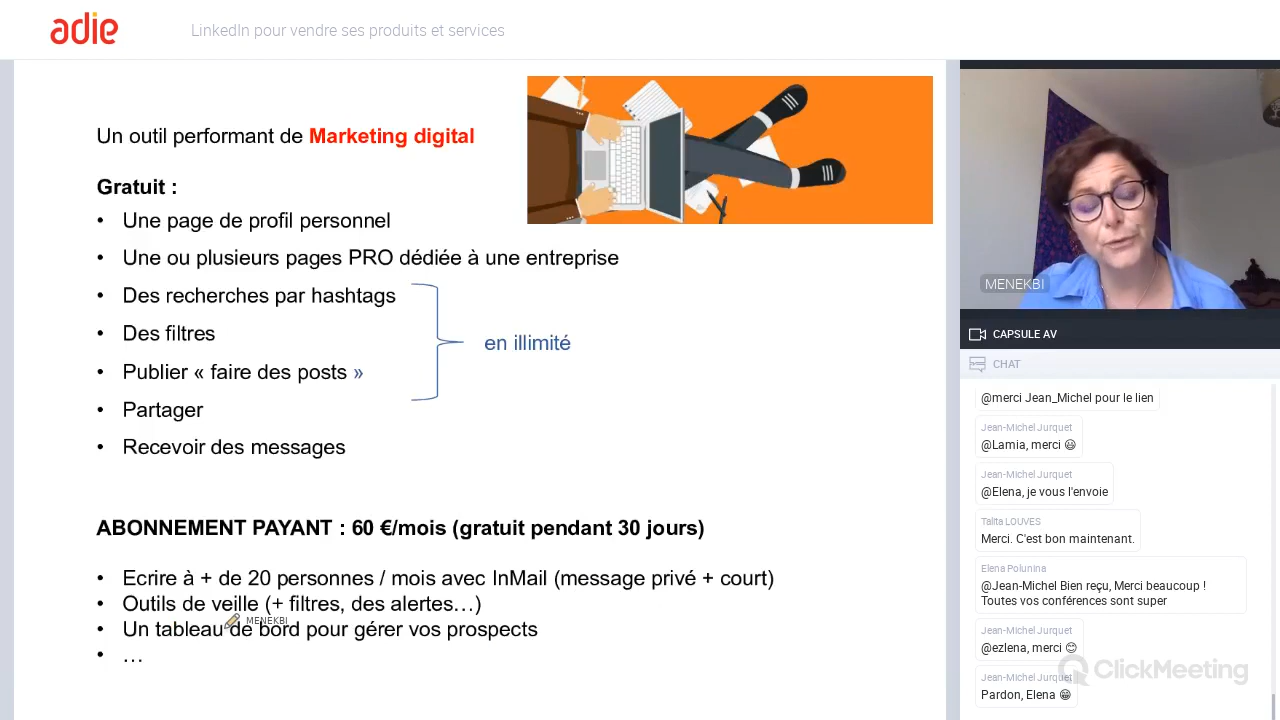 adie
LinkedIn pour vendre ses produits et services
Un outil performant de Marketing digital
Gratuit :
• Une page de profil personnel
• Une ou plusieurs pages PRO dédiée à une entreprise
• Des recherches par hashtags
• Des filtres
• Publier « faire des posts »
en illimité
• Partager
• Recevoir des messages
ABONNEMENT PAYANT : 60 €/mois (gratuit pendant 30 jours)
• Ecrire à + de 20 personnes / mois avec InMail (message privé + court)
• Outils de veille (+ filtres, des alertes…)
MENEKBI
• Un tableau de bord pour gérer vos prospects
• …
MENEKBI
CAPSULE AV
CHAT
@merci Jean_Michel pour le lien
Jean-Michel Jurquet
@Lamia, merci 😃
Jean-Michel Jurquet
@Elena, je vous l'envoie
Talita LOUVES
Merci. C'est bon maintenant.
Elena Polunina
@Jean-Michel Bien reçu, Merci beaucoup !
Toutes vos conférences sont super
Jean-Michel Jurquet
@ezlena, merci 😊
Jean-Michel Jurquet
Pardon, Elena 😁
ClickMeeting